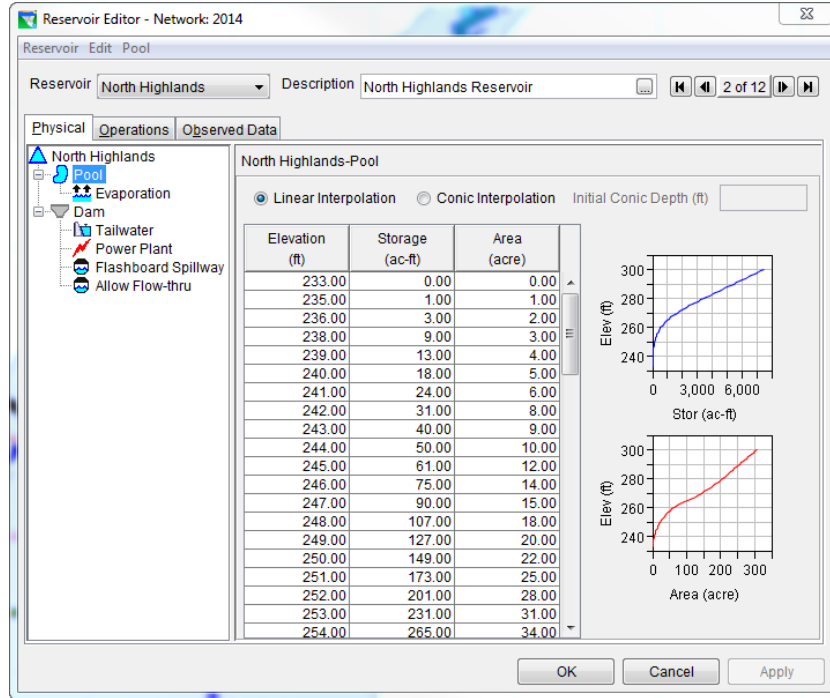 Reservoir Editor - Network: 2014
Reservoir Edit Pool
Reservoir North Highlands Description North Highlands Reservoir ... 2 of 12
Physical Operations Observed Data
North Highlands
Pool
Evaporation
Dam
Tailwater
Power Plant
Flashboard Spillway
Allow Flow-thru
North Highlands-Pool
Linear Interpolation Conic Interpolation Initial Conic Depth (ft)
Elevation Storage Area
(ft) (ac-ft) (acre)
233.00 0.00 0.00
235.00 1.00 1.00
236.00 3.00 2.00
238.00 9.00 3.00
239.00 13.00 4.00
240.00 18.00 5.00
241.00 24.00 6.00
242.00 31.00 8.00
243.00 40.00 9.00
244.00 50.00 10.00
245.00 61.00 12.00
246.00 75.00 14.00
247.00 90.00 15.00
248.00 107.00 18.00
249.00 127.00 20.00
250.00 149.00 22.00
251.00 173.00 25.00
252.00 201.00 28.00
253.00 231.00 31.00
254.00 265.00 34.00
300
280
260
240
Elev (ft)
0 3,000 6,000
Stor (ac-ft)
300
280
260
240
Elev (ft)
0 100 200 300
Area (acre)
OK Cancel Apply